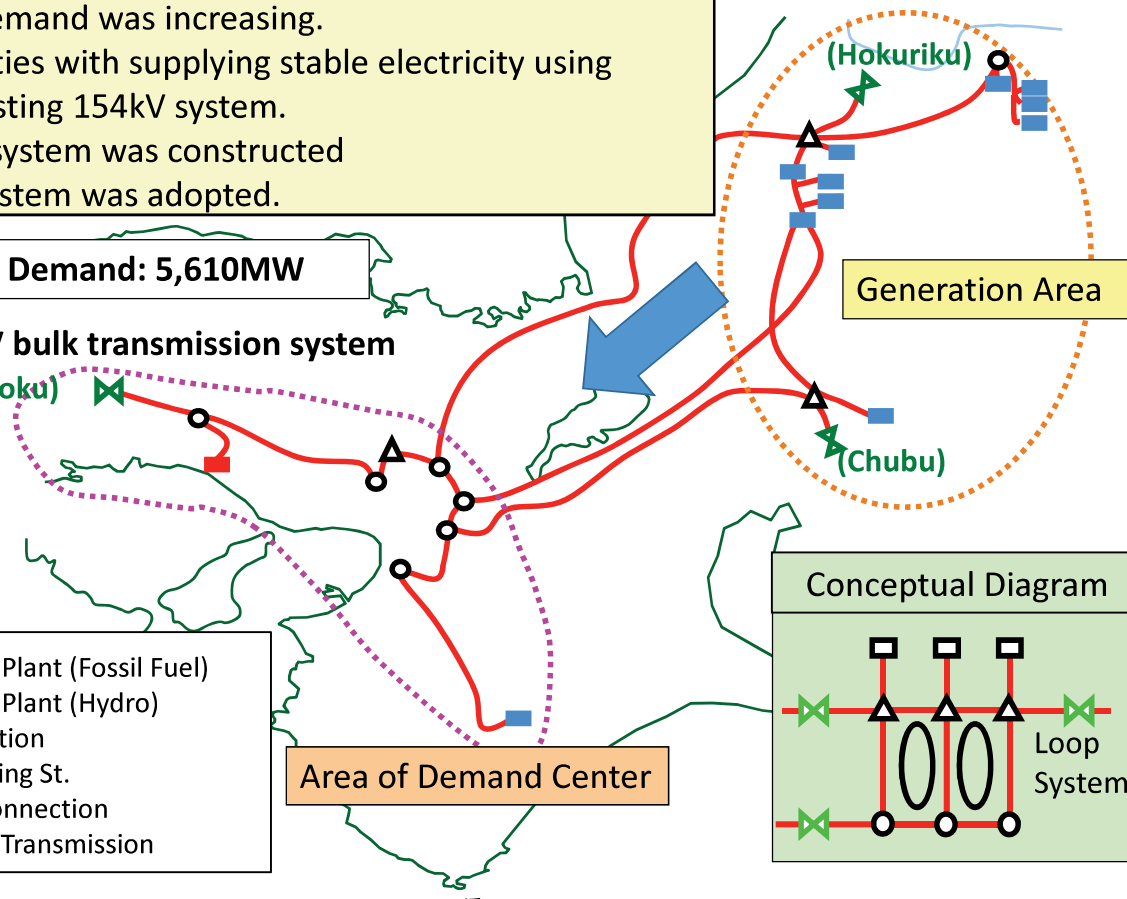 emand was increasing.
ties with supplying stable electricity using
sting 154kV system.
system was constructed
stem was adopted.
(Hokuriku)
Demand: 5,610MW
Generation Area
V bulk transmission system
oku)
(Chubu)
Conceptual Diagram
Plant (Fossil Fuel)
Plant (Hydro)
tion
ing St.
onnection
Transmission
Loop
System
Area of Demand Center